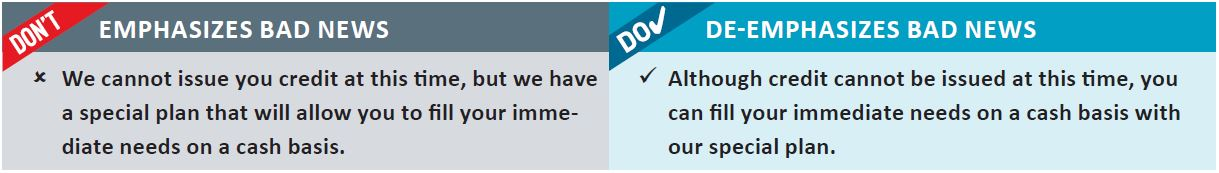 DON'T
EMPHASIZES BAD NEWS
× We cannot issue you credit at this time, but we have
a special plan that will allow you to fill your imme-
diate needs on a cash basis.
DO✓
DE-EMPHASIZES BAD NEWS
✓ Although credit cannot be issued at this time, you
can fill your immediate needs on a cash basis with
our special plan.